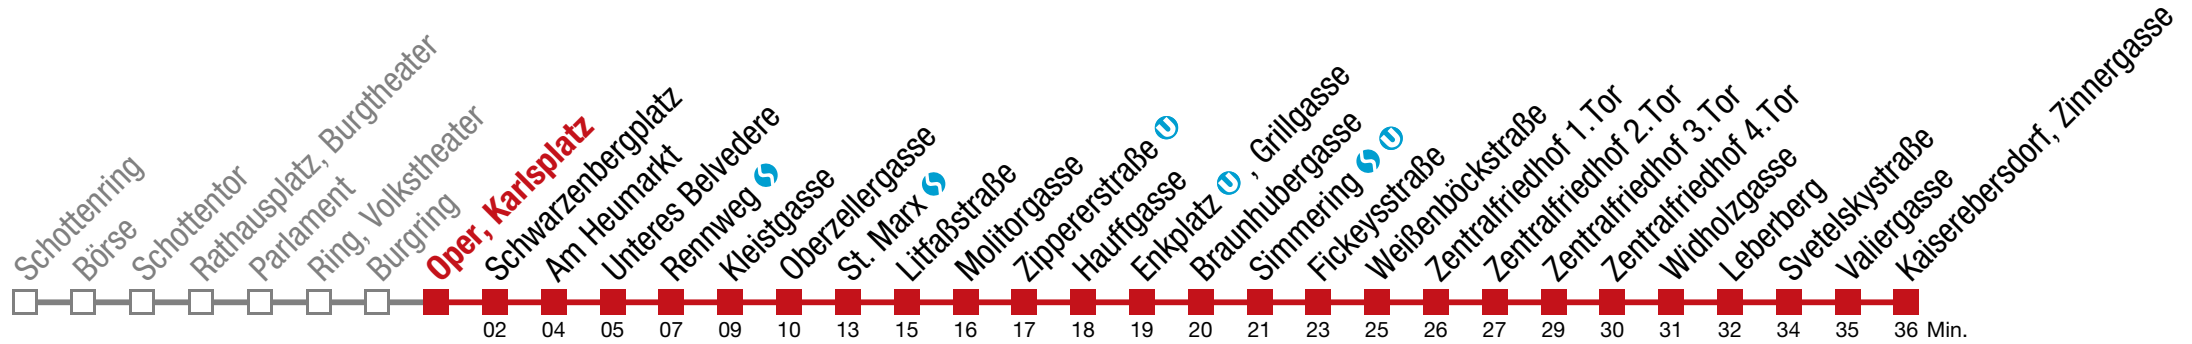 Schottenring
Börse
Schottentor
Rathausplatz, Burgtheater
Parlament
Ring, Volkstheater
Burgring
Oper, Karlsplatz
Schwarzenbergplatz
Am Heumarkt
Unteres Belvedere
Rennweg S
Kleistgasse
Oberzellergasse
St. Marx S
Litfaßstraße
Molitorgasse
Zippererstraße U
Hauffgasse
Enkplatz U , Grillgasse
Braunhubergasse
Simmering S U
Fickeysstraße
Weißenböckstraße
Zentralfriedhof 1.Tor
Zentralfriedhof 2.Tor
Zentralfriedhof 3.Tor
Zentralfriedhof 4.Tor
Widholzgasse
Leberberg
Svetelskystraße
Valiergasse
Kaiserebersdorf, Zinnergasse
02 04 05 07 09 10 13 15 16 17 18 19 20 21 23 25 26 27 29 30 31 32 34 35 36 Min.